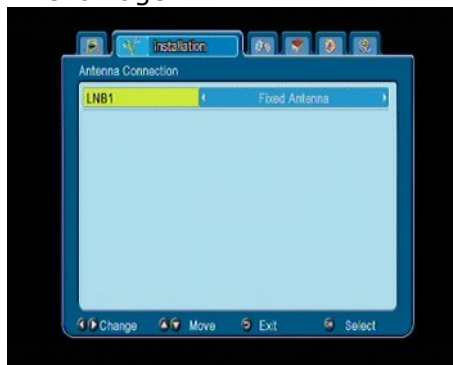 Installation
Antenna Connection
LNB1 Fixed Antenna
Change Move Exit Select